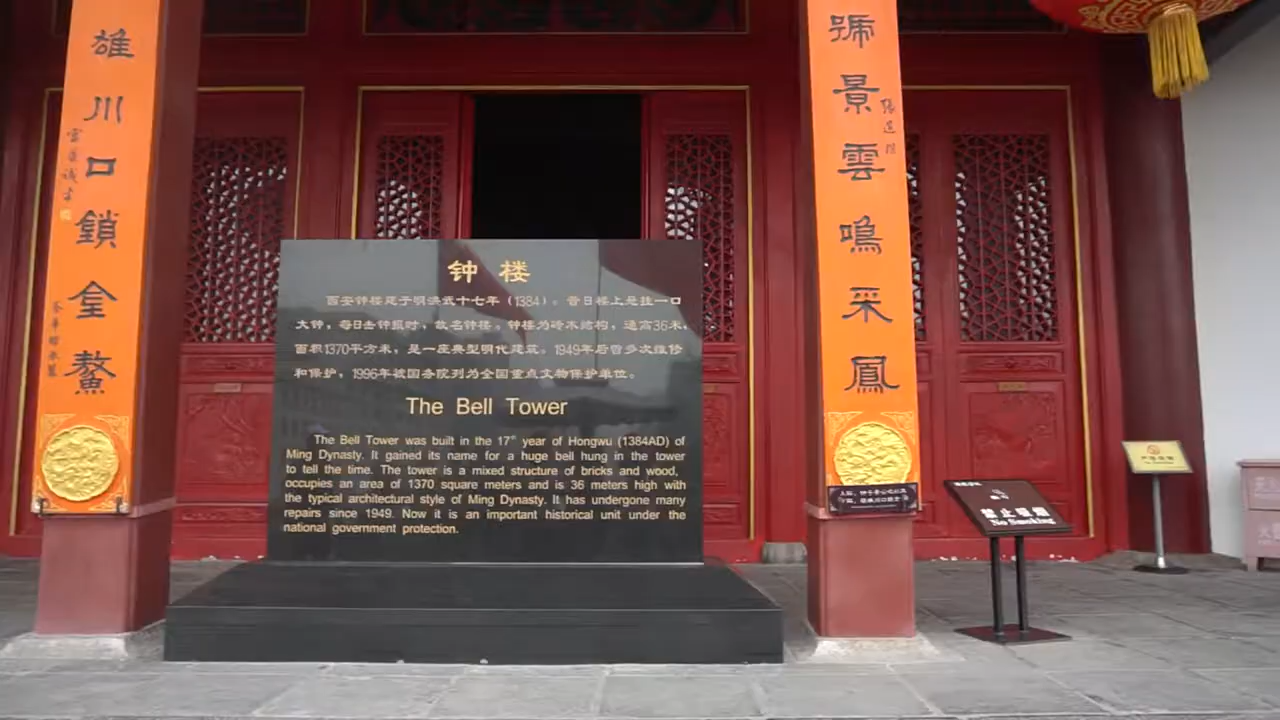 雄川口鎖金鰲
號景雲鳴采鳳
钟 楼
西安钟楼建于明洪武十七年（1384）。昔日楼上悬挂一口
大钟，每日击钟报时，故名钟楼。钟楼为砖木结构，通高36米，
面积1370平方米，是一座典型明代建筑。1949年后曾多次维修
和保护，1996年被国务院列为全国重点文物保护单位。
The Bell Tower
The Bell Tower was built in the 17th year of Hongwu (1384AD) of
Ming Dynasty. It gained its name for a huge bell hung in the tower
to tell the time. The tower is a mixed structure of bricks and wood,
occupies an area of 1370 square meters and is 36 meters high with
the typical architectural style of Ming Dynasty. It has undergone many
repairs since 1949. Now it is an important historical unit under the
national government protection.
禁止吸烟
No Smoking